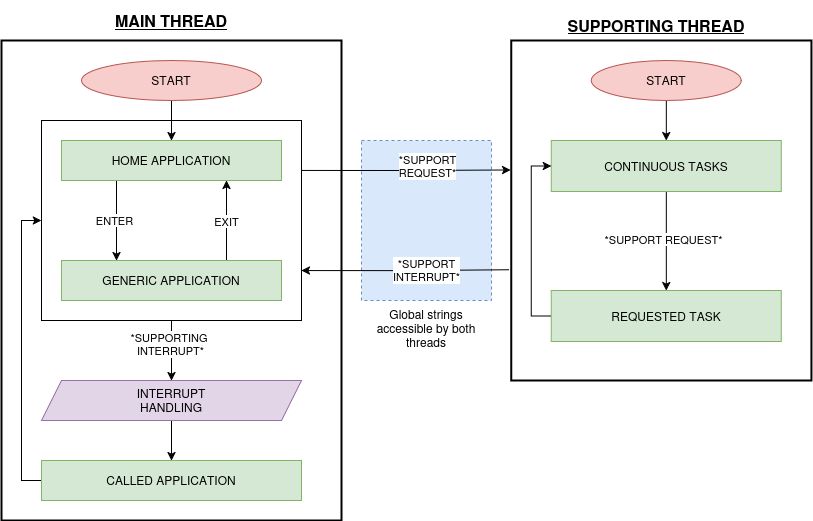 MAIN THREAD
START
HOME APPLICATION
ENTER
EXIT
GENERIC APPLICATION
*SUPPORTING
INTERRUPT*
INTERRUPT
HANDLING
CALLED APPLICATION
*SUPPORT
REQUEST*
*SUPPORT
INTERRUPT*
Global strings
accessible by both
threads
SUPPORTING THREAD
START
CONTINUOUS TASKS
*SUPPORT REQUEST*
REQUESTED TASK